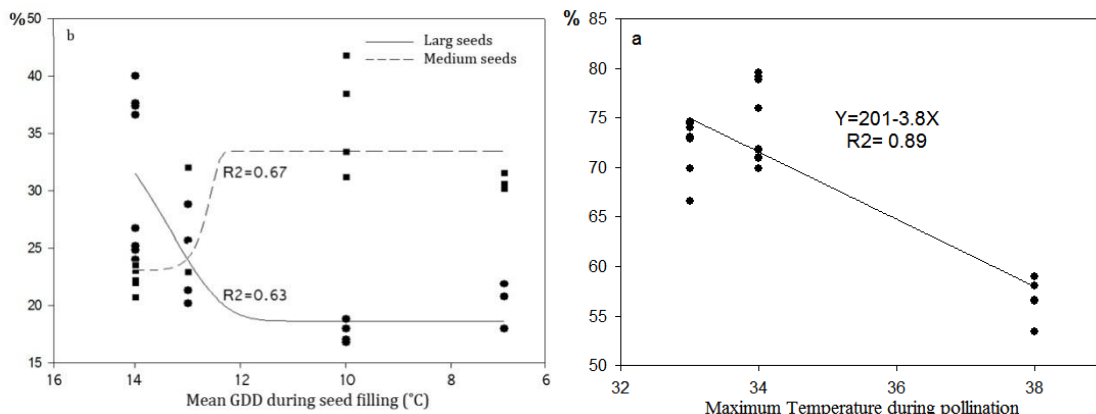 %
50
45
40
35
30
25
20
15
b
Larg seeds
Medium seeds
R2=0.67
R2=0.63
16
14
12
10
8
6
Mean GDD during seed filling (°C)
%
85
80
75
70
65
60
55
50
a
Y=201-3.8X
R2= 0.89
32
34
36
38
Maximum Temperature during pollination